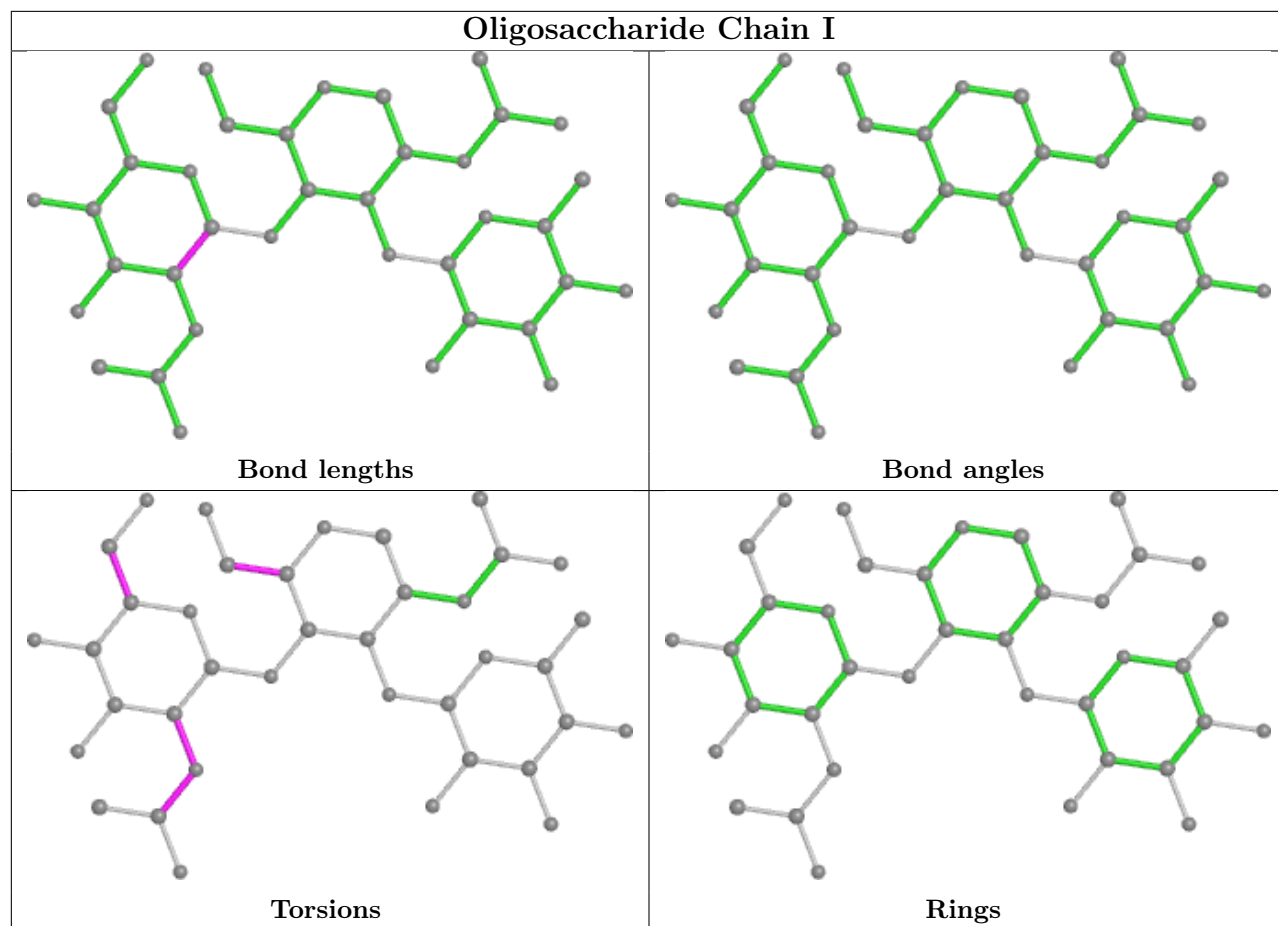 Oligosaccharide Chain I
Bond lengths
Bond angles
Torsions
Rings